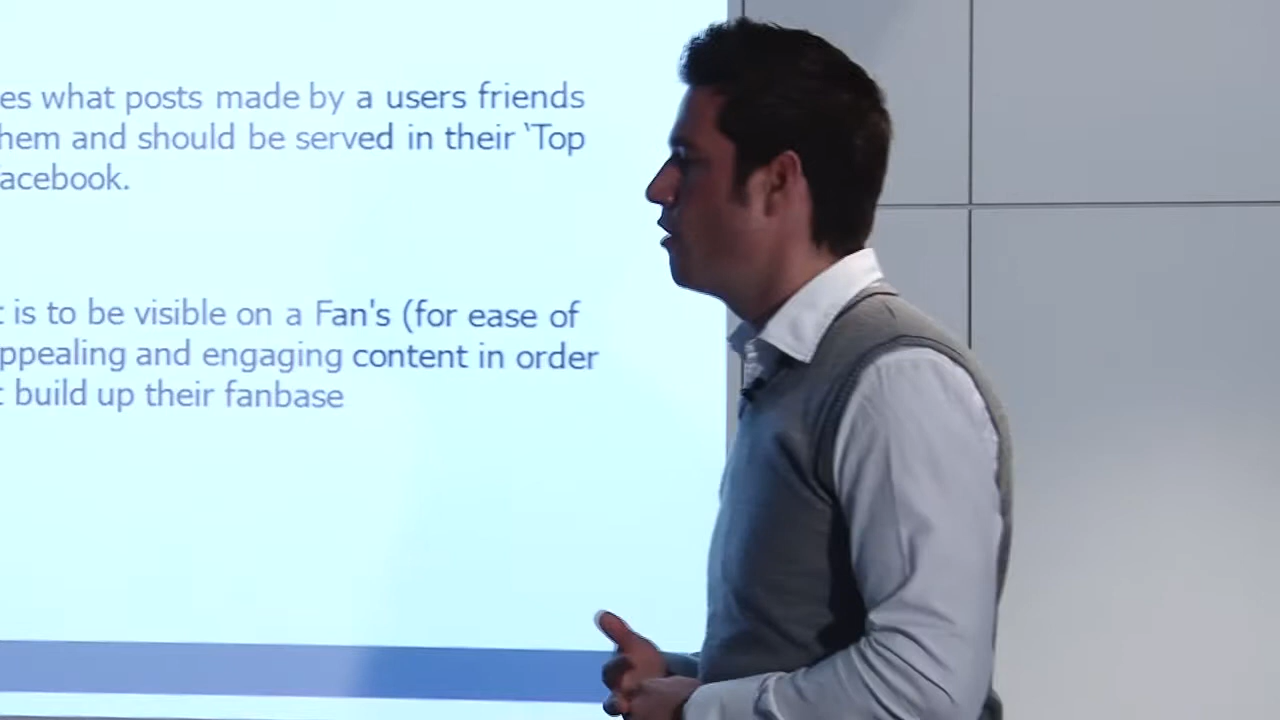 es what posts made by a users friends
hem and should be served in their 'Top
acebook.
t is to be visible on a Fan's (for ease of
ppealing and engaging content in order
t build up their fanbase